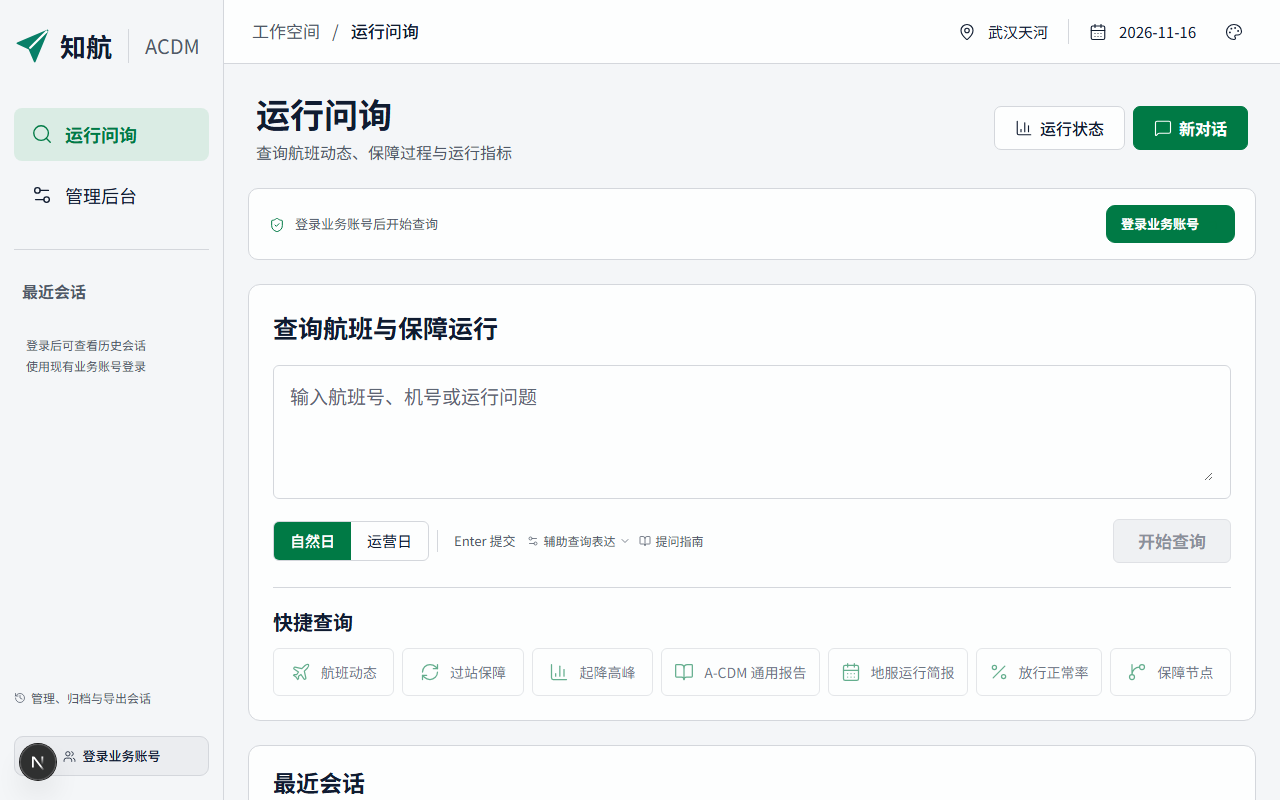 知航 ACDM
运行问询
管理后台
最近会话
登录后可查看历史会话
使用现有业务账号登录
管理、归档与导出会话
N 登录业务账号
工作空间 / 运行问询
武汉天河 2026-11-16
运行问询
查询航班动态、保障过程与运行指标
运行状态 新对话
登录业务账号后开始查询 登录业务账号
查询航班与保障运行
输入航班号、机号或运行问题
自然日 运营日 Enter 提交 辅助查询表达 提问指南 开始查询
快捷查询
航班动态 过站保障 起降高峰 A-CDM 通用报告 地服运行简报 放行正常率 保障节点
最近会话